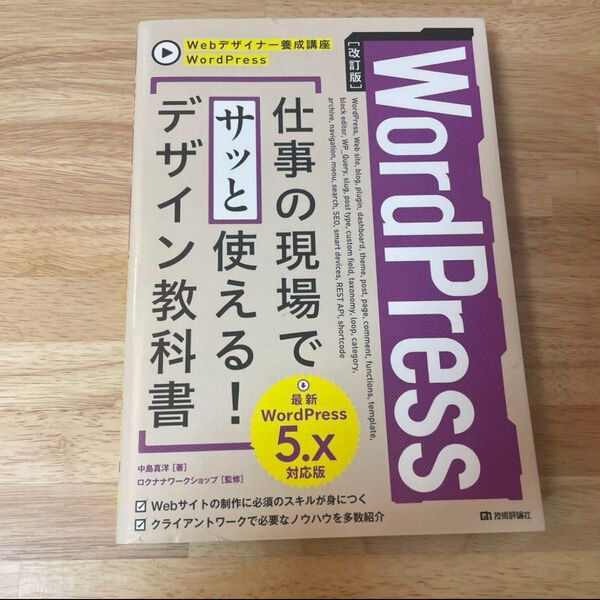 Webデザイナー養成講座
WordPress
[改訂版]
WordPress
WordPress, Web site, blog, plugin, dashboard, theme, post, page, comment, functions, template,
block editor, WP_Query, slug, post type, custom field, taxonomy, loop, category,
archive, navigation, menu, search, SEO, smart devices, REST API, shortcode
仕事の現場で
サッと使える!
デザイン教科書
最新
WordPress
5.x
対応版
中島真洋[著]
ロクナナワークショップ[監修]
Webサイトの制作に必須のスキルが身につく
クライアントワークで必要なノウハウを多数紹介
技術評論社